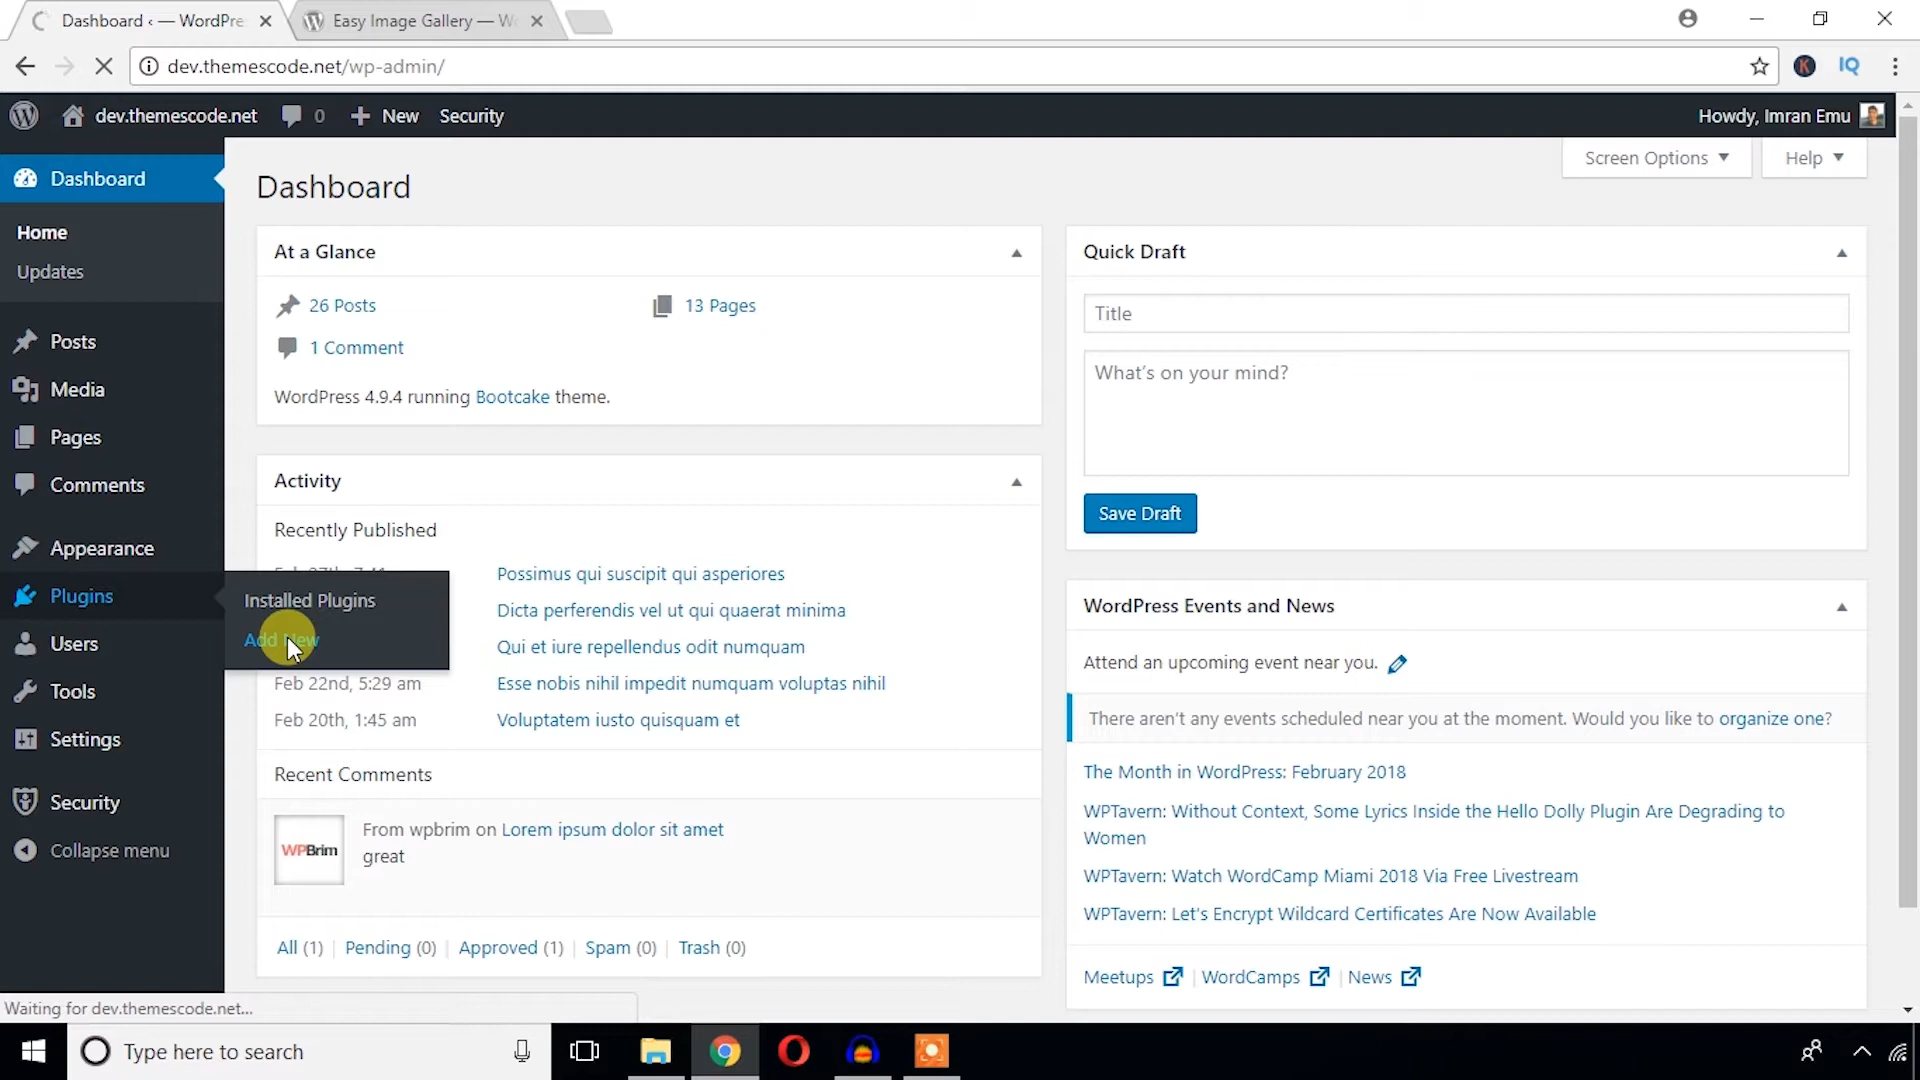 Dashboard ‹ — WordPre
Easy Image Gallery — W
dev.themescode.net/wp-admin/
IQ
dev.themescode.net 0 New Security
Howdy, Imran Emu
Dashboard
Home
Updates
Posts
Media
Pages
Comments
Appearance
Plugins
Users
Tools
Settings
Security
Collapse menu
Installed Plugins
Add New
Screen Options
Help
Dashboard
At a Glance
26 Posts
13 Pages
1 Comment
WordPress 4.9.4 running Bootcake theme.
Activity
Recently Published
Possimus qui suscipit qui asperiores
Dicta perferendis vel ut qui quaerat minima
Qui et iure repellendus odit numquam
Feb 22nd, 5:29 am Esse nobis nihil impedit numquam voluptas nihil
Feb 20th, 1:45 am Voluptatem iusto quisquam et
Recent Comments
WPBrim
From wpbrim on Lorem ipsum dolor sit amet
great
All (1) | Pending (0) | Approved (1) | Spam (0) | Trash (0)
Quick Draft
Title
What's on your mind?
Save Draft
WordPress Events and News
Attend an upcoming event near you.
There aren't any events scheduled near you at the moment. Would you like to organize one?
The Month in WordPress: February 2018
WPTavern: Without Context, Some Lyrics Inside the Hello Dolly Plugin Are Degrading to
Women
WPTavern: Watch WordCamp Miami 2018 Via Free Livestream
WPTavern: Let's Encrypt Wildcard Certificates Are Now Available
Meetups | WordCamps | News
Waiting for dev.themescode.net...
Type here to search